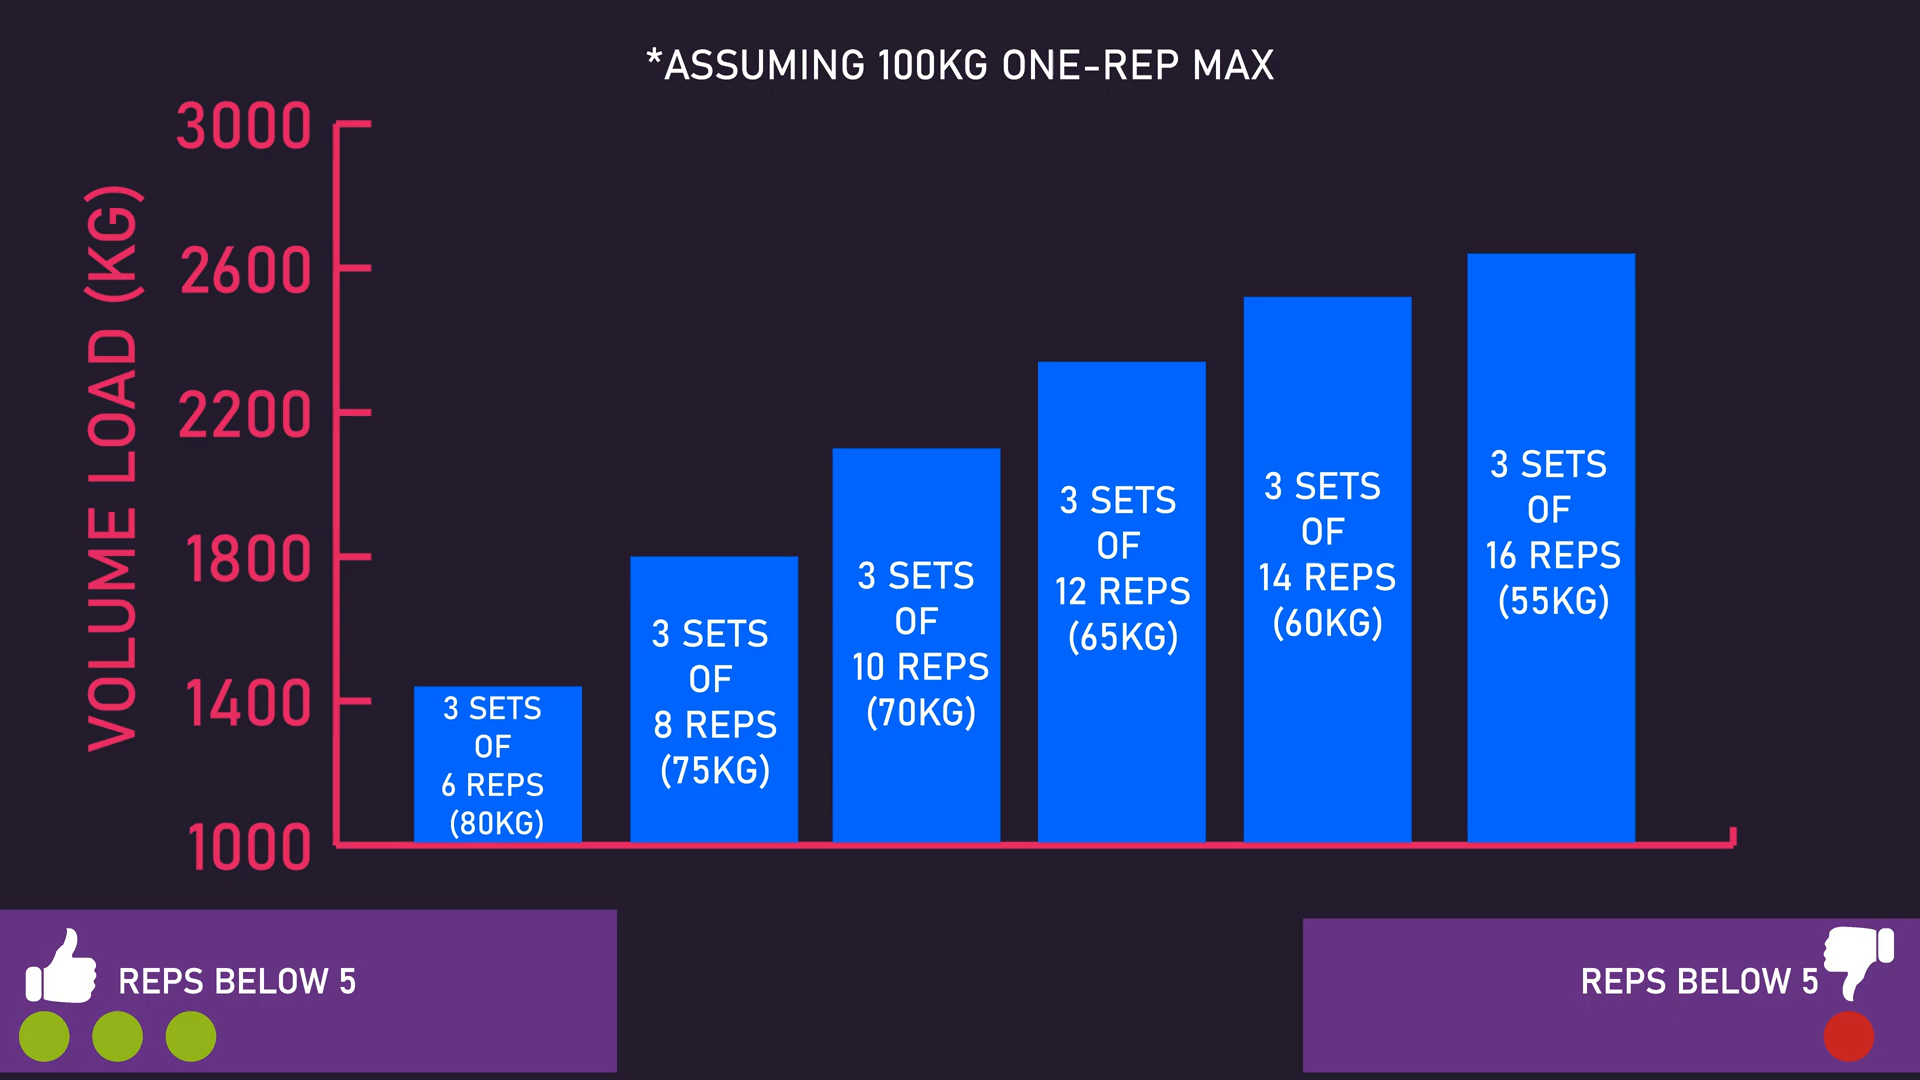 *ASSUMING 100KG ONE-REP MAX
VOLUME LOAD (KG)
3000
2600
2200
1800
1400
1000
3 SETS
OF
6 REPS
(80KG)
3 SETS
OF
8 REPS
(75KG)
3 SETS
OF
10 REPS
(70KG)
3 SETS
OF
12 REPS
(65KG)
3 SETS
OF
14 REPS
(60KG)
3 SETS
OF
16 REPS
(55KG)
REPS BELOW 5
REPS BELOW 5